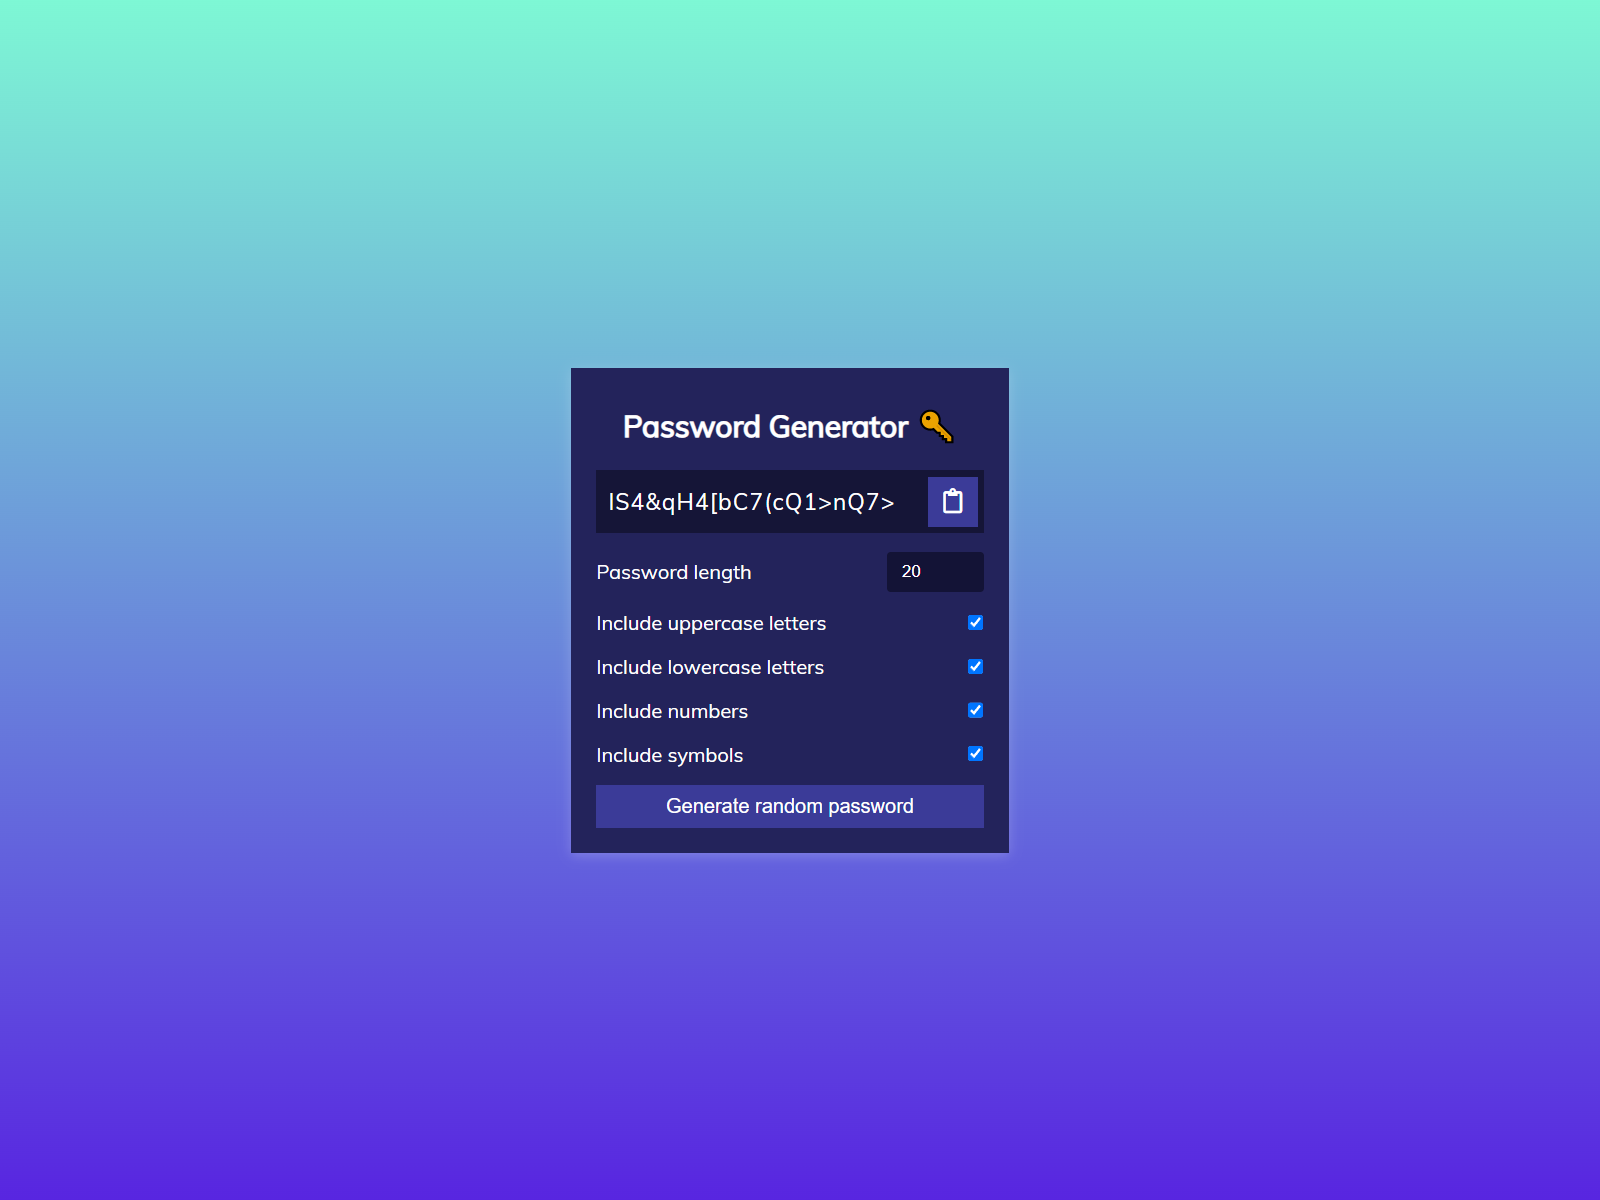 Password Generator 🔑
IS4&qH4[bC7(cQ1>nQ7>
Password length
20
Include uppercase letters
Include lowercase letters
Include numbers
Include symbols
Generate random password